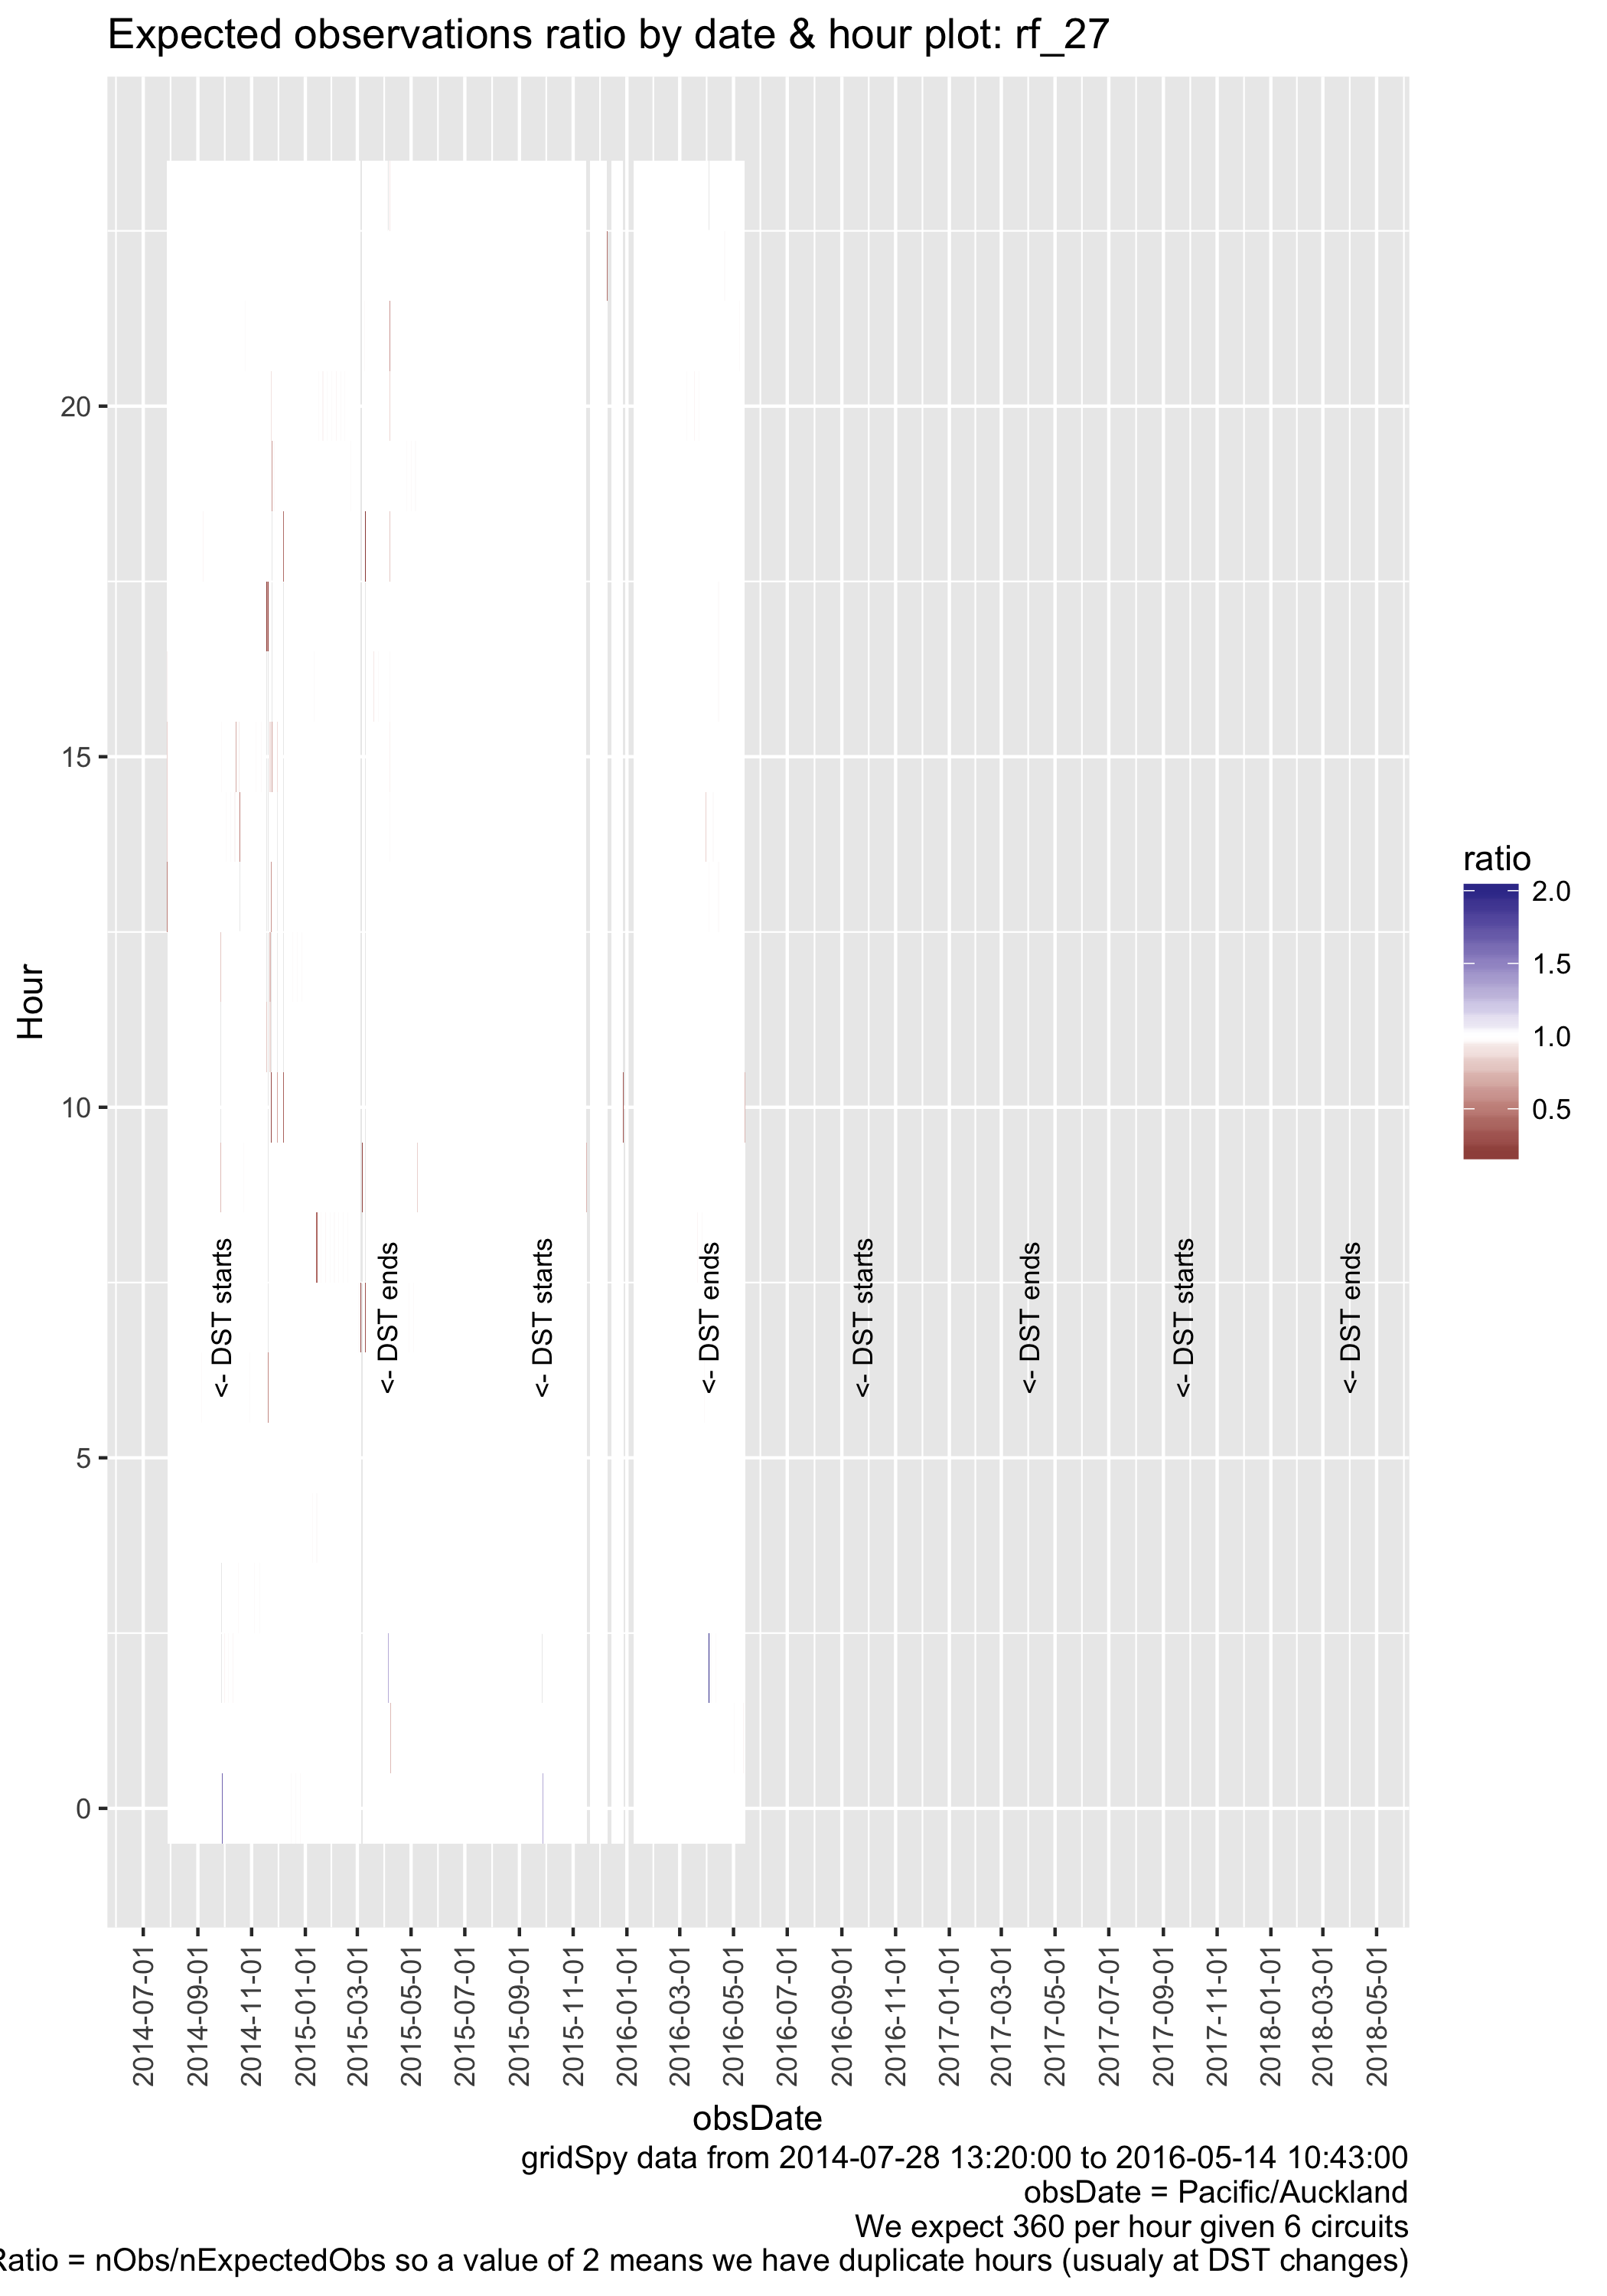 Expected observations ratio by date & hour plot: rf_27
20
15
10
5
0
Hour
<- DST starts
<- DST ends
<- DST starts
<- DST ends
<- DST starts
<- DST ends
<- DST starts
<- DST ends
ratio
2.0
1.5
1.0
0.5
2014-07-01
2014-09-01
2014-11-01
2015-01-01
2015-03-01
2015-05-01
2015-07-01
2015-09-01
2015-11-01
2016-01-01
2016-03-01
2016-05-01
2016-07-01
2016-09-01
2016-11-01
2017-01-01
2017-03-01
2017-05-01
2017-07-01
2017-09-01
2017-11-01
2018-01-01
2018-03-01
2018-05-01
obsDate
gridSpy data from 2014-07-28 13:20:00 to 2016-05-14 10:43:00
obsDate = Pacific/Auckland
We expect 360 per hour given 6 circuits
Ratio = nObs/nExpectedObs so a value of 2 means we have duplicate hours (usualy at DST changes)